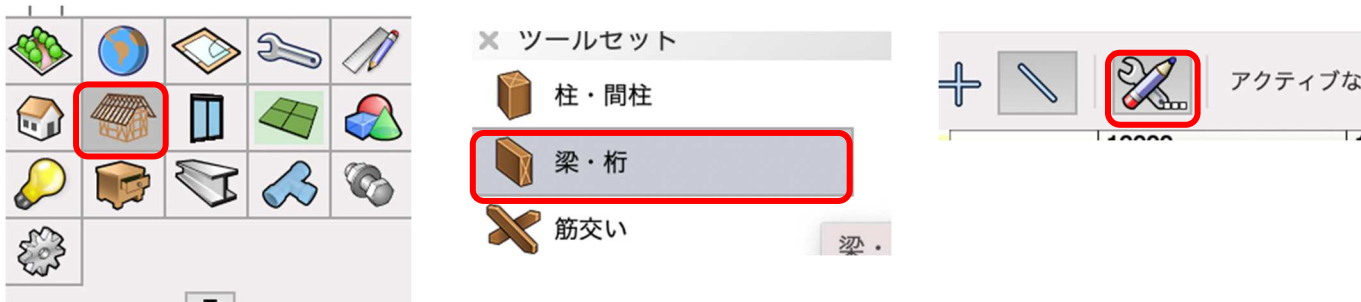 ツールセット
柱・間柱
梁・桁
筋交い
梁・
アクティブな